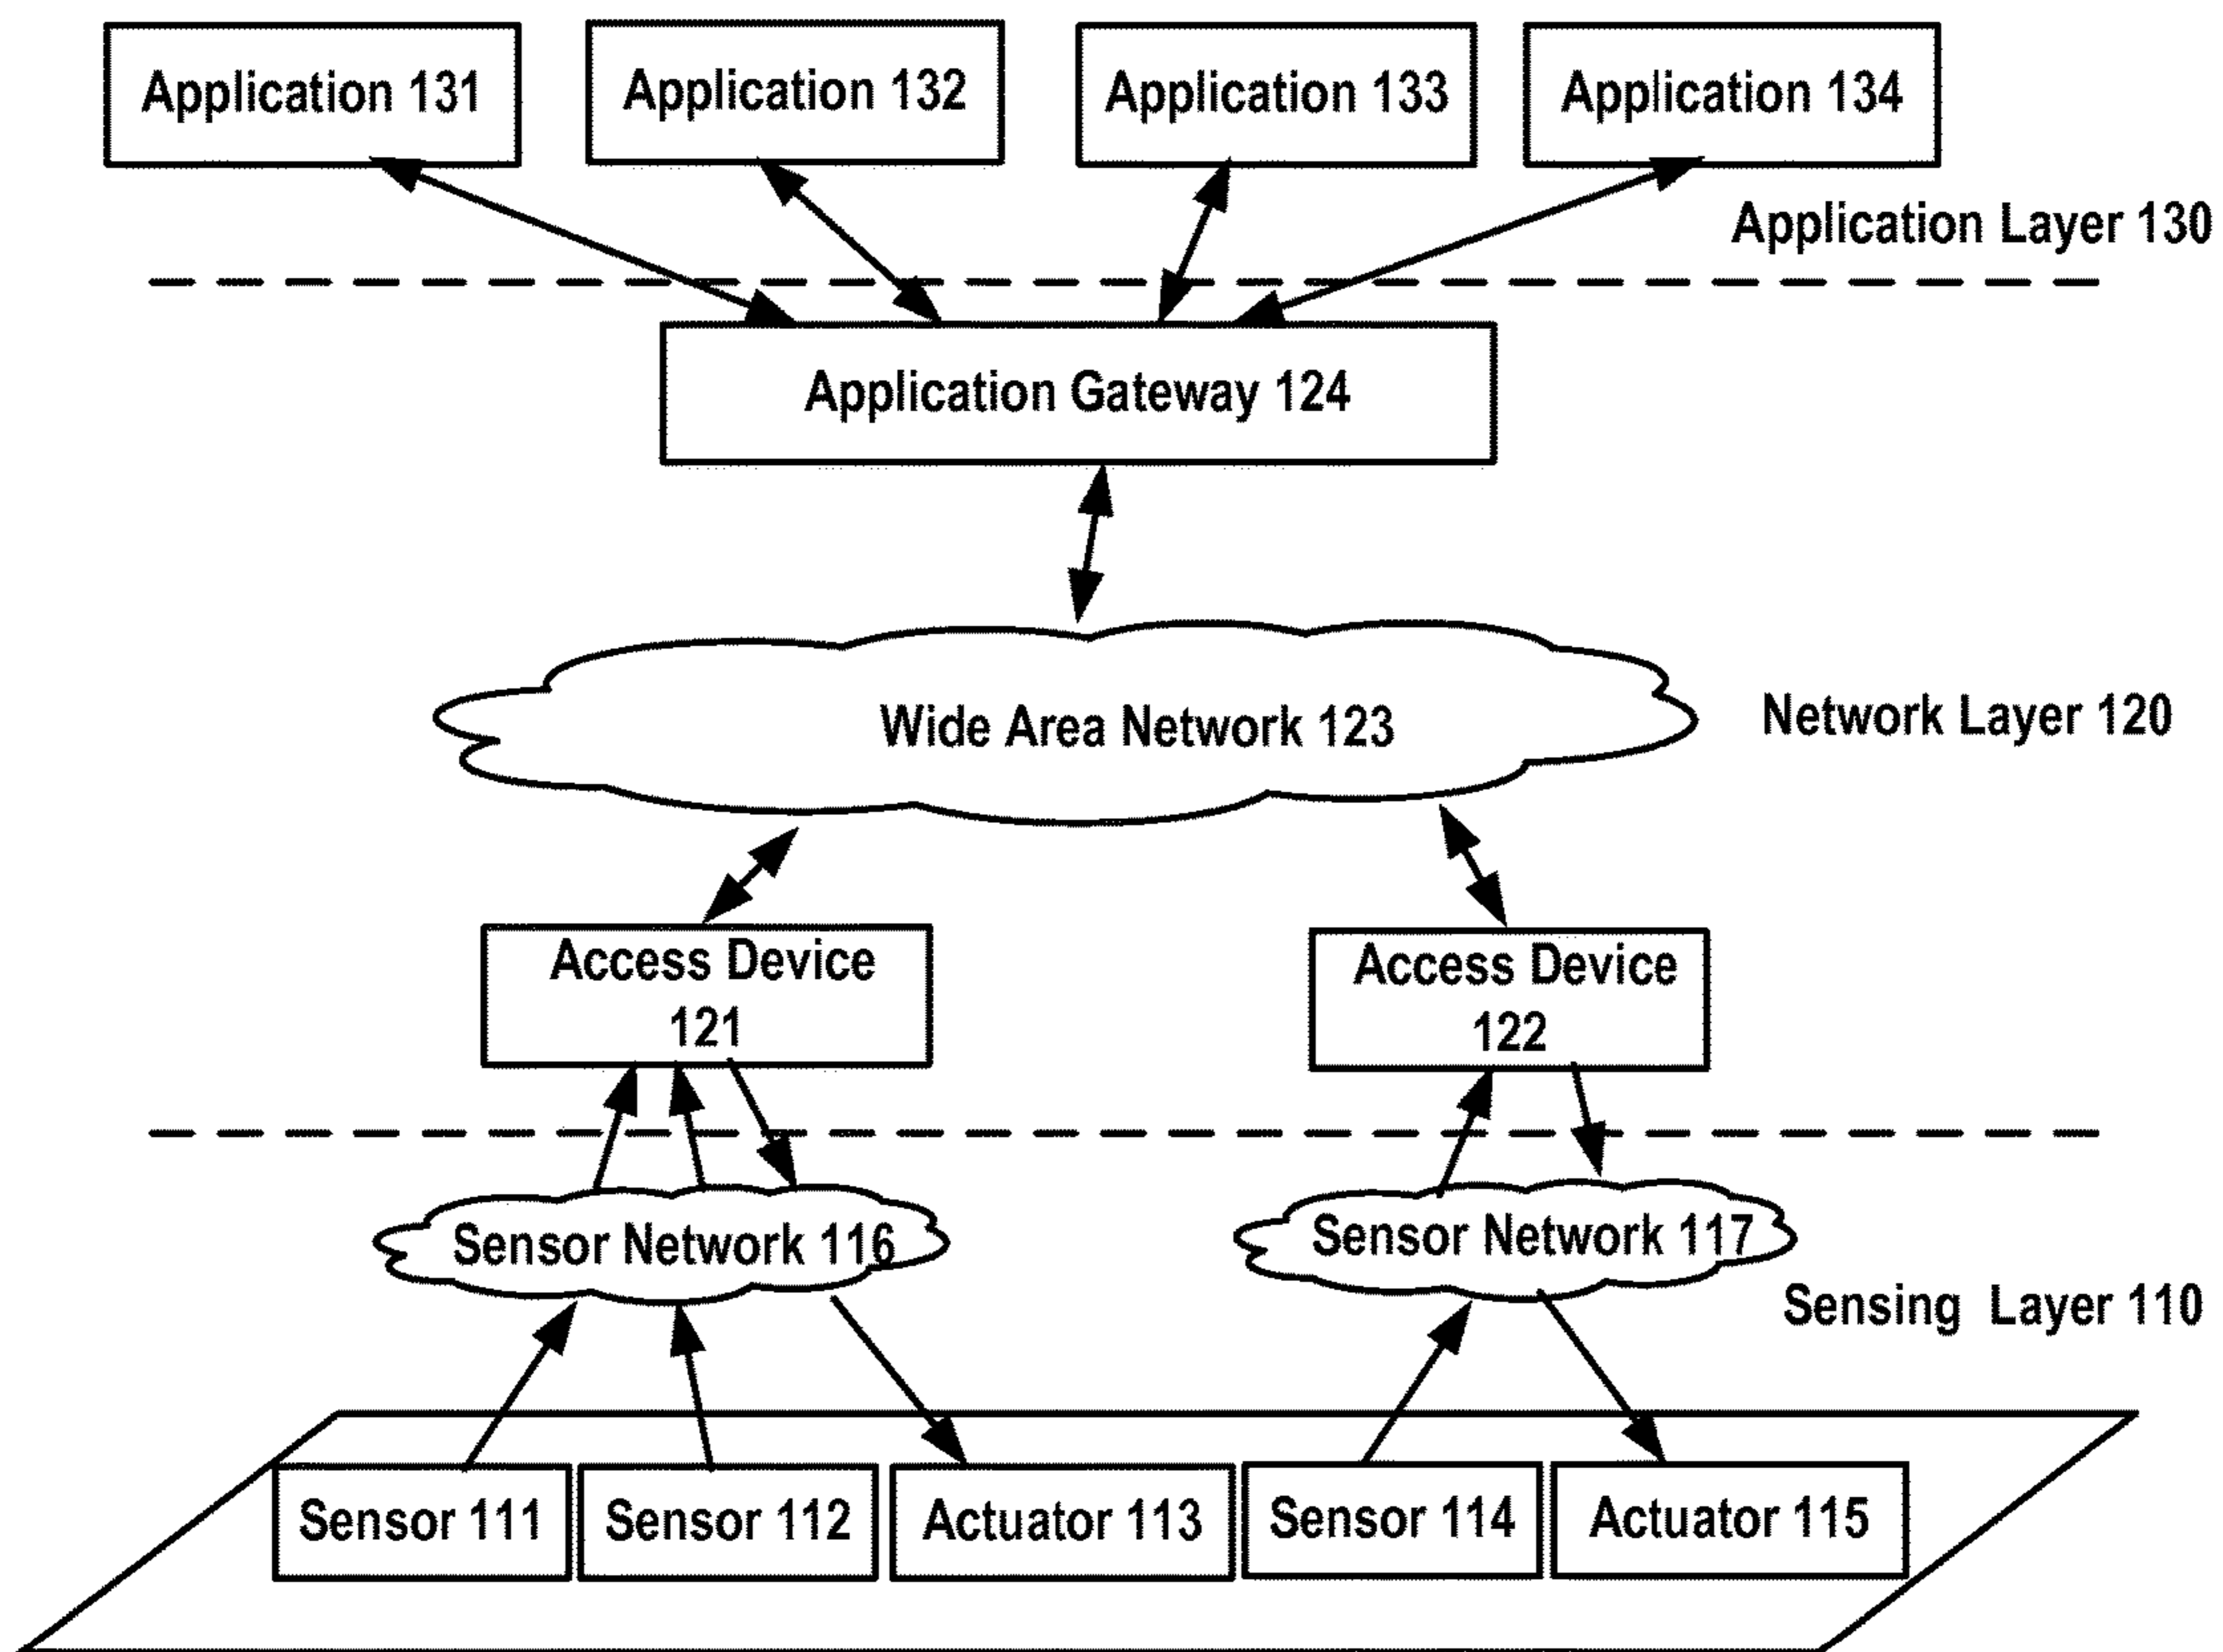 Application 131
Application 132
Application 133
Application 134
Application Layer 130
Application Gateway 124
Wide Area Network 123
Network Layer 120
Access Device
121
Access Device
122
Sensor Network 116
Sensor Network 117
Sensing Layer 110
Sensor 111
Sensor 112
Actuator 113
Sensor 114
Actuator 115